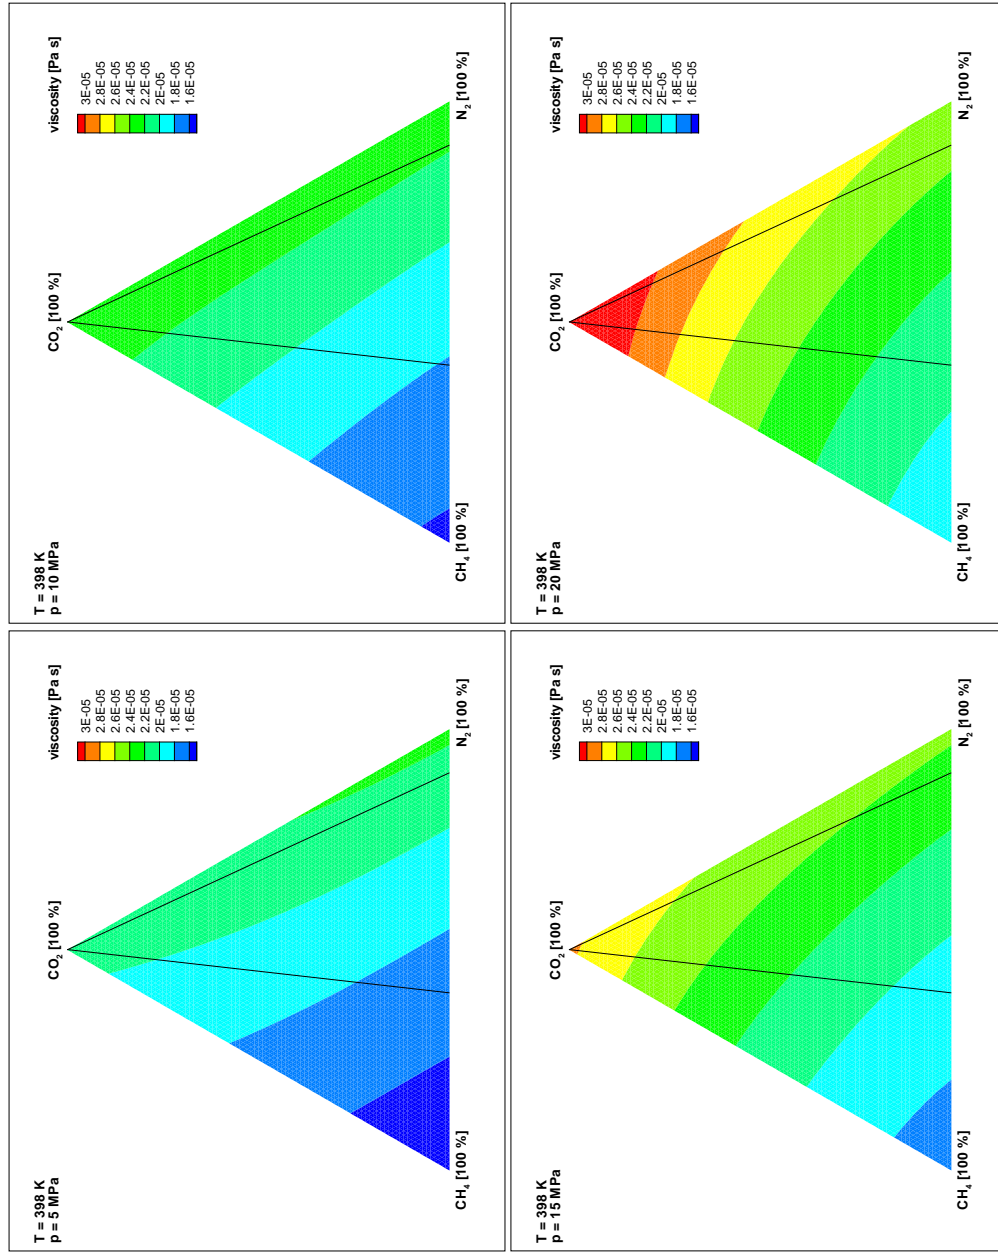 T = 398 K
p = 5 MPa
viscosity [Pa s]
3E-05
2.8E-05
2.6E-05
2.4E-05
2.2E-05
2E-05
1.8E-05
1.6E-05
CO₂ [100 %]
CH₄ [100 %]
N₂ [100 %]
T = 398 K
p = 10 MPa
viscosity [Pa s]
3E-05
2.8E-05
2.6E-05
2.4E-05
2.2E-05
2E-05
1.8E-05
1.6E-05
CO₂ [100 %]
CH₄ [100 %]
N₂ [100 %]
T = 398 K
p = 15 MPa
viscosity [Pa s]
3E-05
2.8E-05
2.6E-05
2.4E-05
2.2E-05
2E-05
1.8E-05
1.6E-05
CO₂ [100 %]
CH₄ [100 %]
N₂ [100 %]
T = 398 K
p = 20 MPa
viscosity [Pa s]
3E-05
2.8E-05
2.6E-05
2.4E-05
2.2E-05
2E-05
1.8E-05
1.6E-05
CO₂ [100 %]
CH₄ [100 %]
N₂ [100 %]